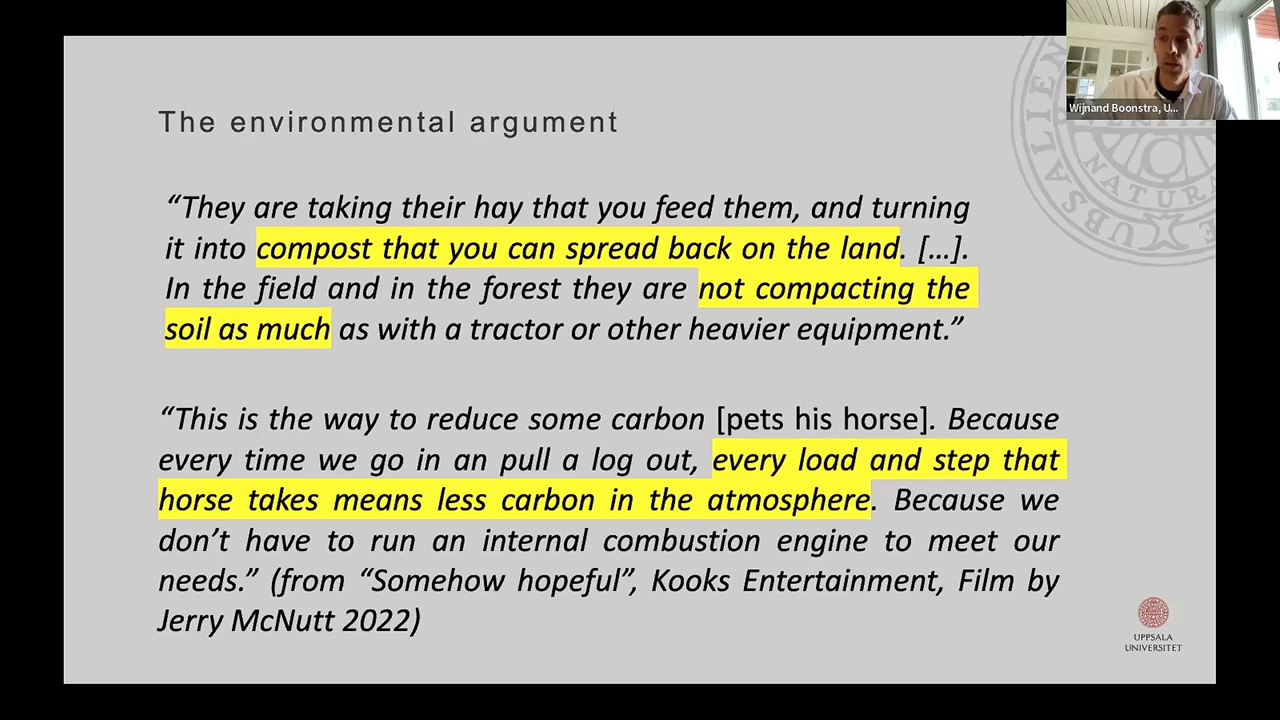 Wijnand Boonstra, U...
The environmental argument
“They are taking their hay that you feed them, and turning
it into compost that you can spread back on the land. […].
In the field and in the forest they are not compacting the
soil as much as with a tractor or other heavier equipment.”
“This is the way to reduce some carbon [pets his horse]. Because
every time we go in an pull a log out, every load and step that
horse takes means less carbon in the atmosphere. Because we
don’t have to run an internal combustion engine to meet our
needs.” (from “Somehow hopeful”, Kooks Entertainment, Film by
Jerry McNutt 2022)
UPPSALA
UNIVERSITET